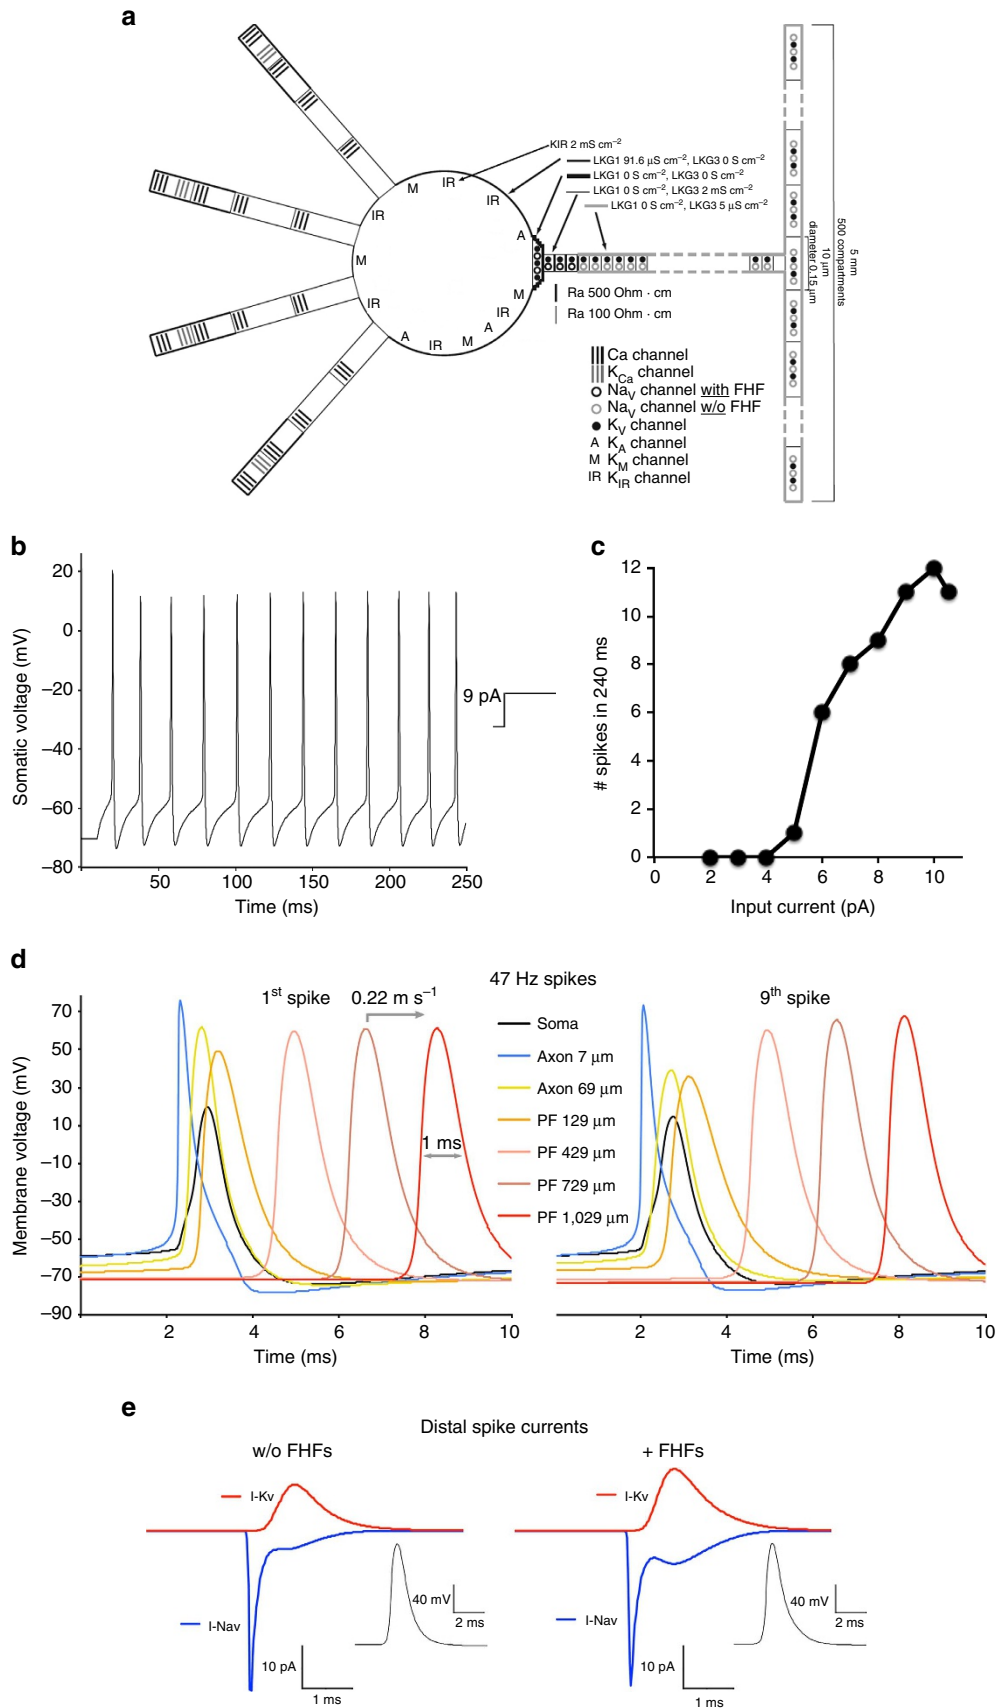 a
KIR 2 mS cm⁻²
LKG1 91.6 µS cm⁻², LKG3 0 S cm⁻²
LKG1 0 S cm⁻², LKG3 0 S cm⁻²
LKG1 0 S cm⁻², LKG3 2 mS cm⁻²
LKG1 0 S cm⁻², LKG3 5 µS cm⁻²
M
IR
IR
IR
A
M
IR
M
IR
A
A
IR
M
Ra 500 Ohm · cm
Ra 100 Ohm · cm
5 mm
500 compartments
10 µm
diameter 0.15 µm
Ca channel
K_Ca channel
Na_V channel with FHF
Na_V channel w/o FHF
K_V channel
A K_A channel
M K_M channel
IR K_IR channel
b
Somatic voltage (mV)
20
0
–20
–40
–60
–80
50 100 150 200 250
Time (ms)
9 pA
c
# spikes in 240 ms
12
10
8
6
4
2
0
0 2 4 6 8 10
Input current (pA)
d
47 Hz spikes
1st spike
0.22 m s⁻¹
9th spike
Membrane voltage (mV)
70
50
30
10
–10
–30
–50
–70
–90
1 ms
Soma
Axon 7 µm
Axon 69 µm
PF 129 µm
PF 429 µm
PF 729 µm
PF 1,029 µm
2 4 6 8 10
Time (ms)
2 4 6 8 10
Time (ms)
e
Distal spike currents
w/o FHFs
+ FHFs
I-Kv
I-Kv
I-Nav
I-Nav
40 mV
2 ms
40 mV
2 ms
10 pA
1 ms
10 pA
1 ms